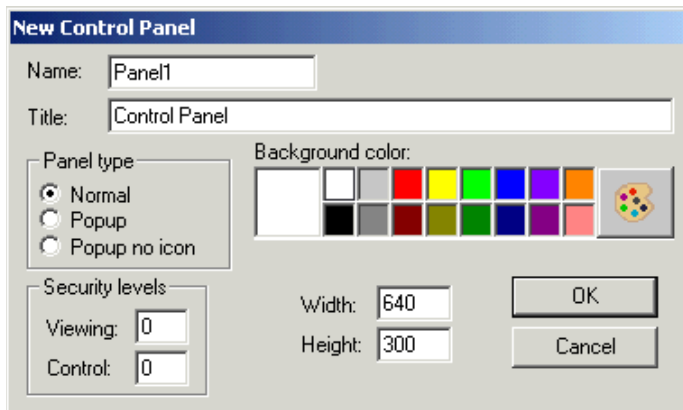 New Control Panel
Name: Panel1
Title: Control Panel
Panel type
Normal
Popup
Popup no icon
Background color:
Security levels
Viewing: 0
Control: 0
Width: 640
Height: 300
OK
Cancel